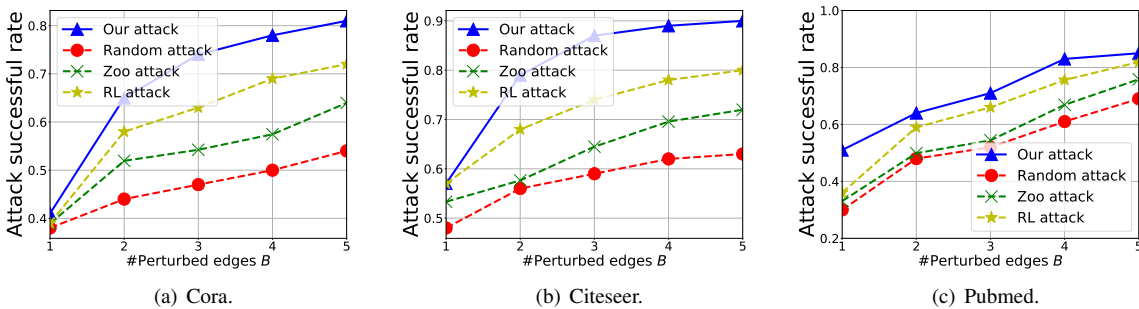 Attack successful rate
0.8
0.7
0.6
0.5
0.4
Our attack
Random attack
Zoo attack
RL attack
1 2 3 4 5
#Perturbed edges B
(a) Cora.
Attack successful rate
0.9
0.8
0.7
0.6
0.5
Our attack
Random attack
Zoo attack
RL attack
1 2 3 4 5
#Perturbed edges B
(b) Citeseer.
Attack successful rate
1.0
0.8
0.6
0.4
0.2
Our attack
Random attack
Zoo attack
RL attack
1 2 3 4 5
#Perturbed edges B
(c) Pubmed.